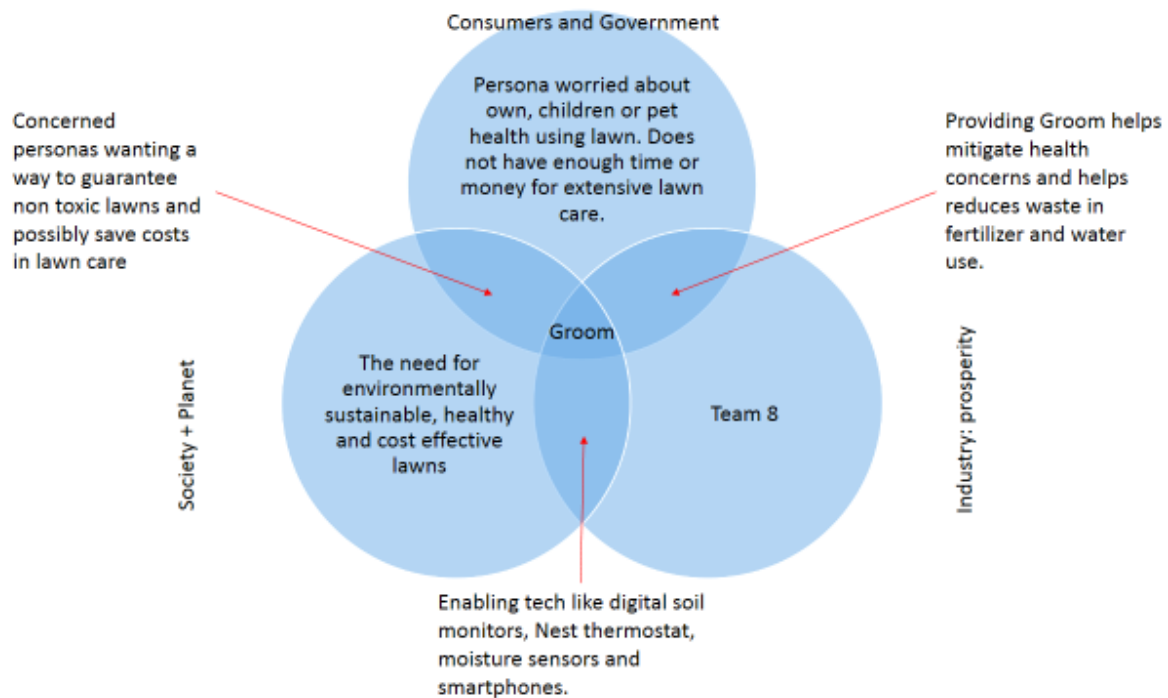 Consumers and Government
Persona worried about
own, children or pet
health using lawn. Does
not have enough time or
money for extensive lawn
care.
Concerned
personas wanting a
way to guarantee
non toxic lawns and
possibly save costs
in lawn care
Providing Groom helps
mitigate health
concerns and helps
reduces waste in
fertilizer and water
use.
Groom
Society + Planet
The need for
environmentally
sustainable, healthy
and cost effective
lawns
Team 8
Industry: prosperity
Enabling tech like digital soil
monitors, Nest thermostat,
moisture sensors and
smartphones.